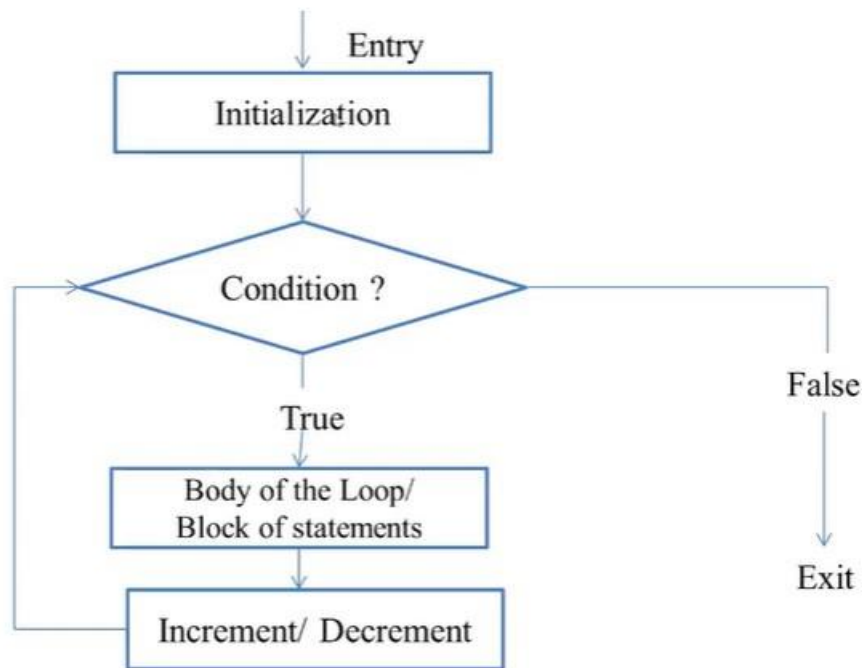 Entry
Initialization
Condition ?
False
True
Body of the Loop/
Block of statements
Exit
Increment/ Decrement